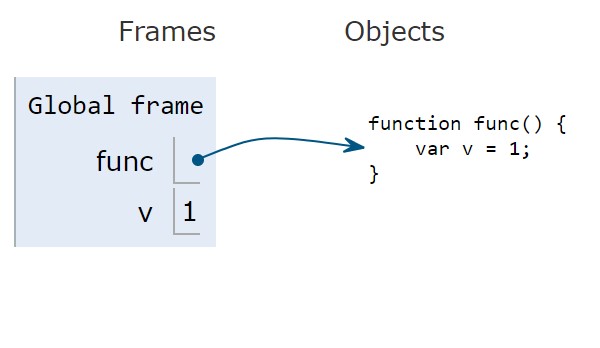 Frames Objects
Global frame
func
v 1
function func() {
    var v = 1;
}